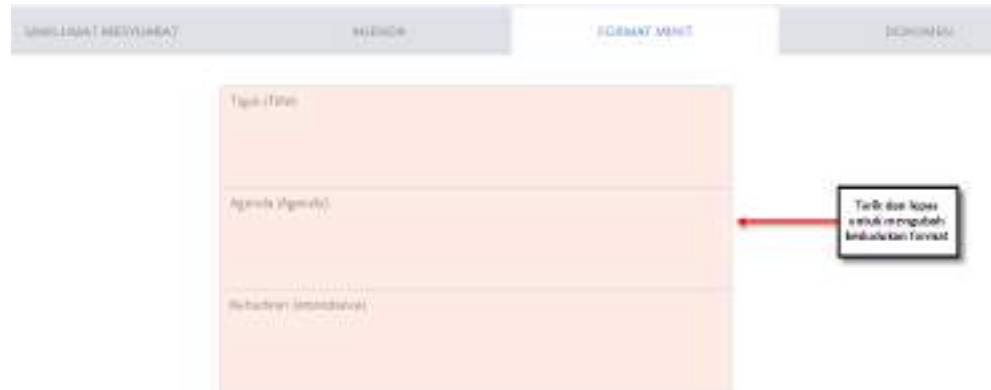 MAKLUMAT MESYUARAT
AGENDA
FORMAT MINIT
DOKUMEN
Tajuk (Title)
Agenda (Agenda)
Kehadiran (Attendance)
Tarik dan lepas
untuk mengubah
kedudukan format